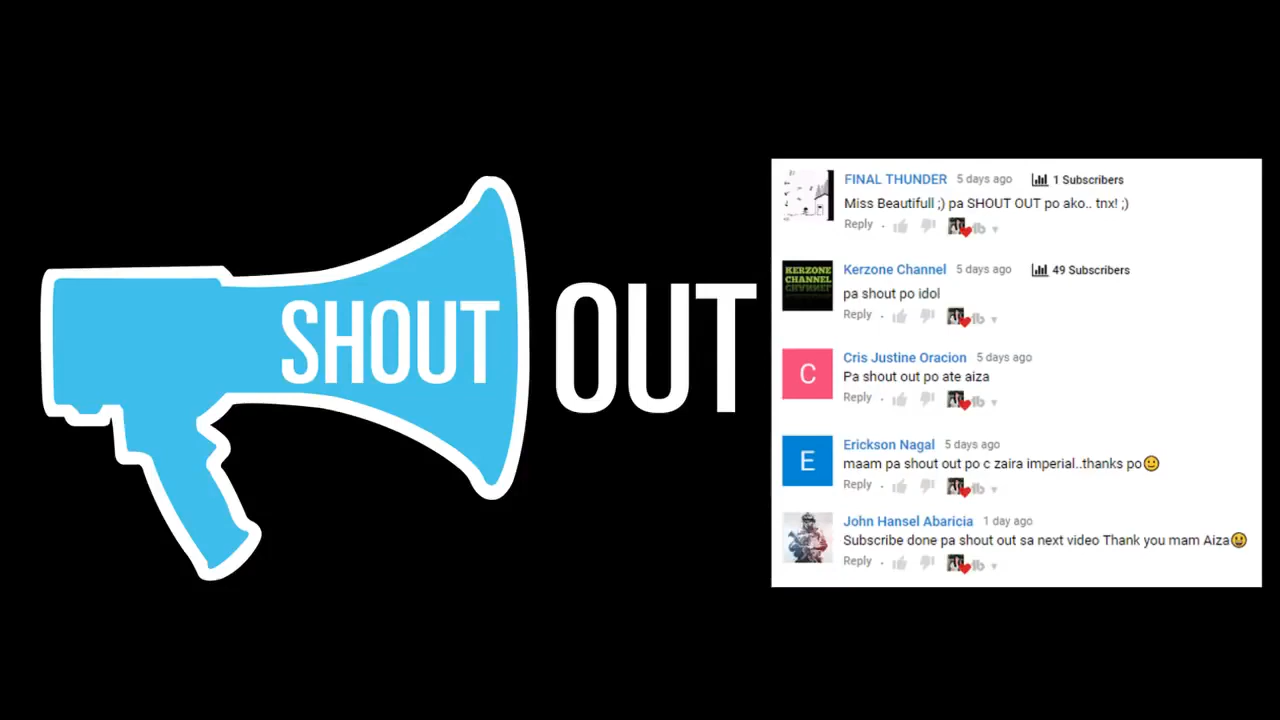 SHOUT OUT
FINAL THUNDER 5 days ago 1 Subscribers
Miss Beautifull ;) pa SHOUT OUT po ako.. tnx! ;)
Reply
KERZONE
CHANNEL
Kerzone Channel 5 days ago 49 Subscribers
pa shout po idol
Reply
C
Cris Justine Oracion 5 days ago
Pa shout out po ate aiza
Reply
E
Erickson Nagal 5 days ago
maam pa shout out po c zaira imperial..thanks po🙂
Reply
John Hansel Abaricia 1 day ago
Subscribe done pa shout out sa next video Thank you mam Aiza😀
Reply